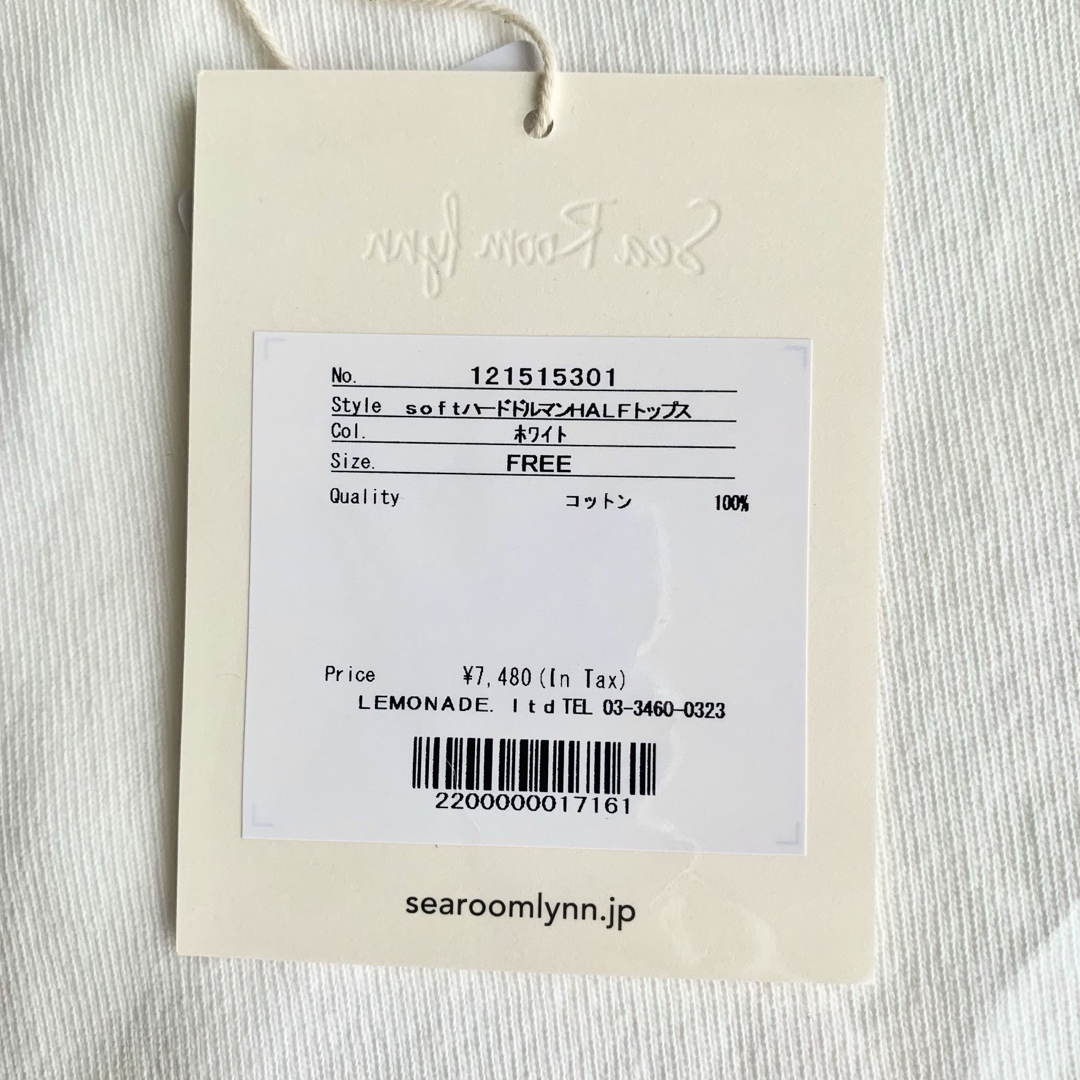 Sea Room lynn
No. 121515301
Style softハードドルマンHALFトップス
Col. ホワイト
Size. FREE
Quality コットン 100%
Price ¥7,480(In Tax)
LEMONADE. ltd TEL 03-3460-0323
2200000017161
searoomlynn.jp